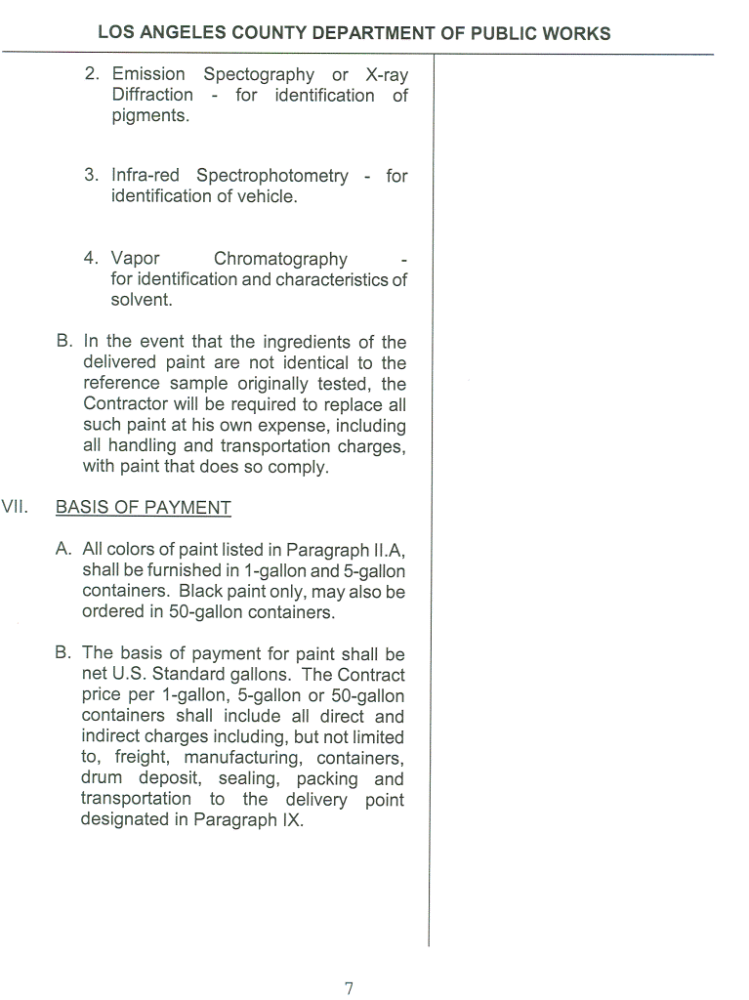 LOS ANGELES COUNTY DEPARTMENT OF PUBLIC WORKS
2. Emission Spectography or X-ray
Diffraction - for identification of
pigments.
3. Infra-red Spectrophotometry - for
identification of vehicle.
4. Vapor Chromatography -
for identification and characteristics of
solvent.
B. In the event that the ingredients of the
delivered paint are not identical to the
reference sample originally tested, the
Contractor will be required to replace all
such paint at his own expense, including
all handling and transportation charges,
with paint that does so comply.
VII. BASIS OF PAYMENT
A. All colors of paint listed in Paragraph II.A,
shall be furnished in 1-gallon and 5-gallon
containers. Black paint only, may also be
ordered in 50-gallon containers.
B. The basis of payment for paint shall be
net U.S. Standard gallons. The Contract
price per 1-gallon, 5-gallon or 50-gallon
containers shall include all direct and
indirect charges including, but not limited
to, freight, manufacturing, containers,
drum deposit, sealing, packing and
transportation to the delivery point
designated in Paragraph IX.
7